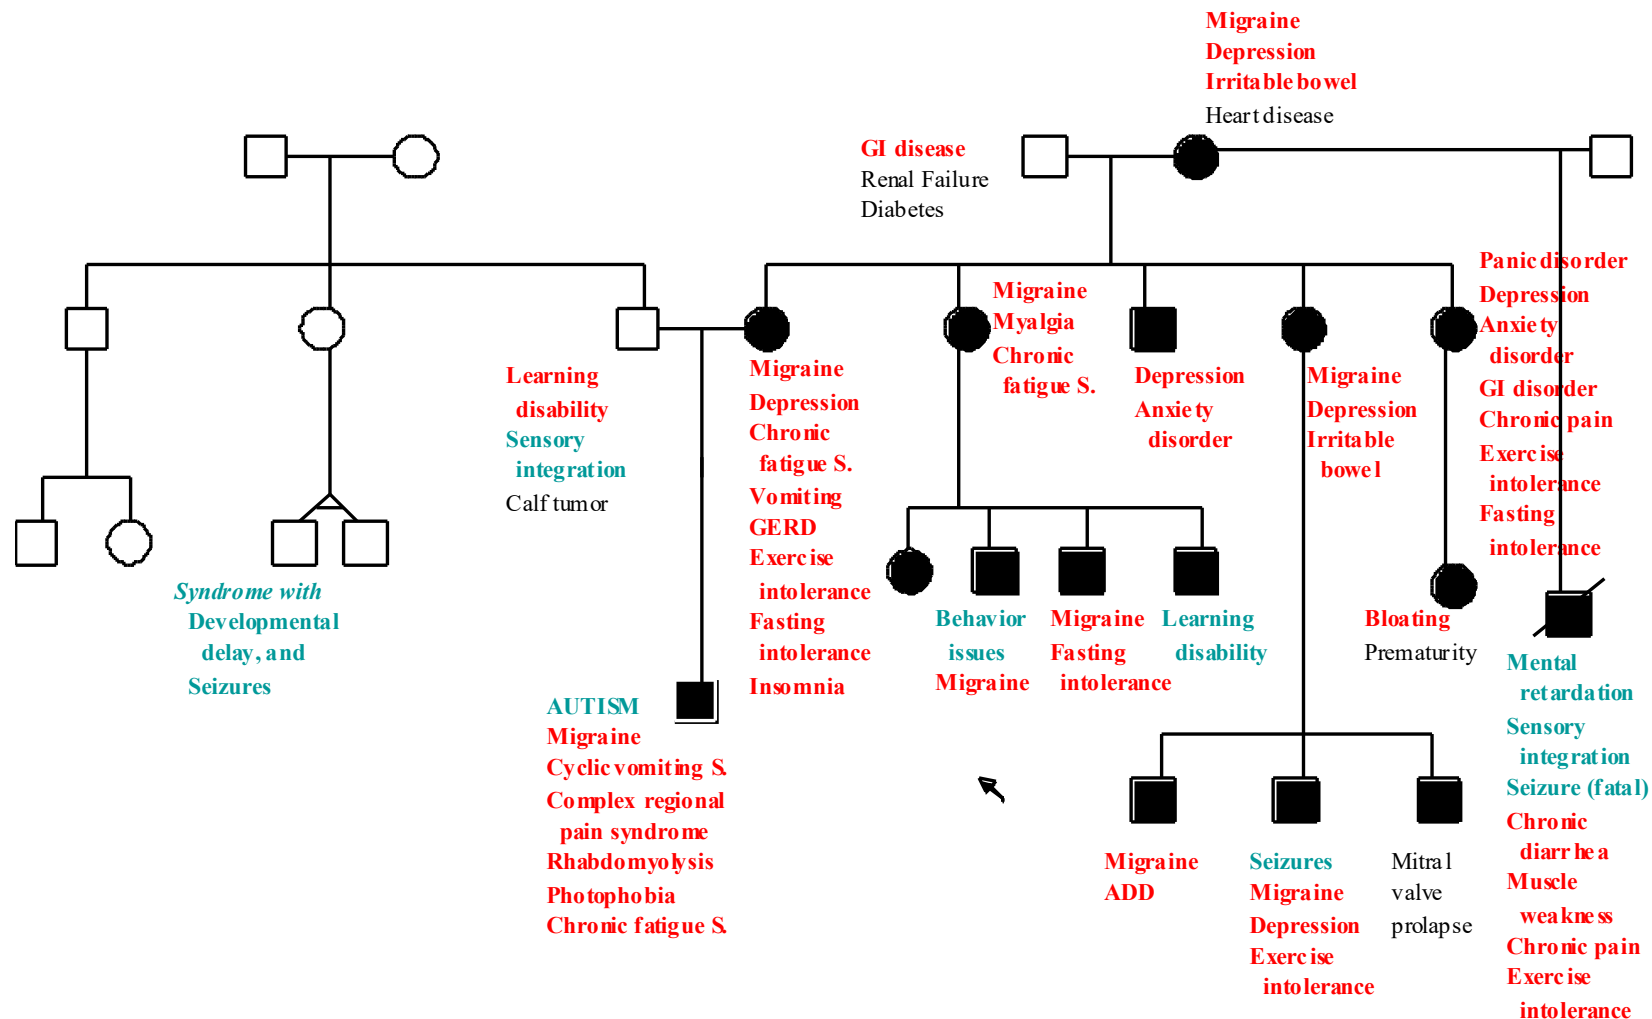 Migraine
Depression
Irritable bowel
Heart disease
GI disease
Renal Failure
Diabetes
Learning
disability
Sensory
integration
Calf tumor
Migraine
Depression
Chronic
fatigue S.
Vomiting
GERD
Exercise
intolerance
Fasting
intolerance
Insomnia
Migraine
Myalgia
Chronic
fatigue S.
Depression
Anxiety
disorder
Migraine
Depression
Irritable
bowel
Panic disorder
Depression
Anxiety
disorder
GI disorder
Chronic pain
Exercise
intolerance
Fasting
intolerance
Syndrome with
Developmental
delay, and
Seizures
AUTISM
Migraine
Cyclic vomiting S.
Complex regional
pain syndrome
Rhabdomyolysis
Photophobia
Chronic fatigue S.
Behavior
issues
Migraine
Migraine
Fasting
intolerance
Learning
disability
Bloating
Prematurity
Mental
retardation
Sensory
integration
Seizure (fatal)
Chronic
diarrhea
Muscle
weakness
Chronic pain
Exercise
intolerance
Migraine
ADD
Seizures
Migraine
Depression
Exercise
intolerance
Mitral
valve
prolapse